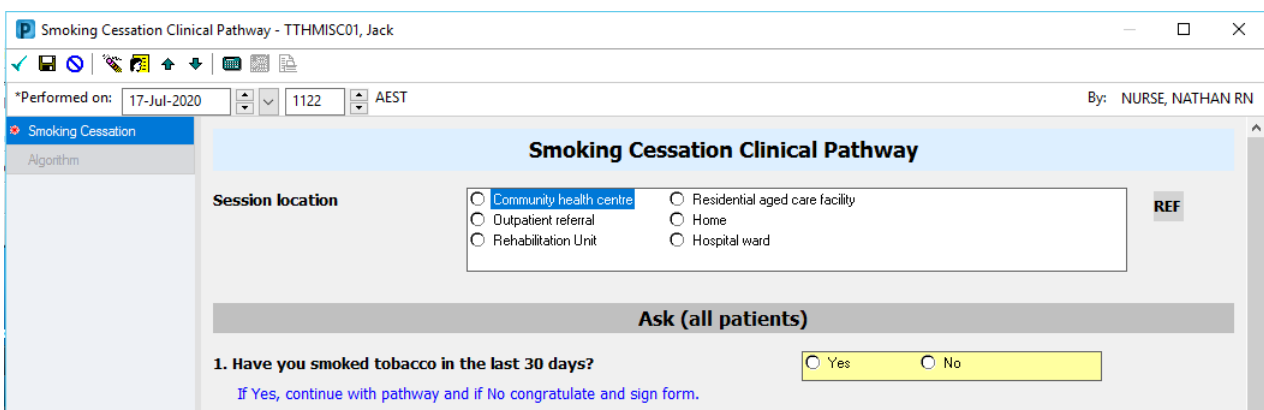 Smoking Cessation Clinical Pathway - TTHMISC01, Jack
*Performed on: 17-Jul-2020 1122 AEST By: NURSE, NATHAN RN
Smoking Cessation
Algorithm
Smoking Cessation Clinical Pathway
Session location
Community health centre Residential aged care facility
REF
Outpatient referral Home
Rehabilitation Unit Hospital ward
Ask (all patients)
1. Have you smoked tobacco in the last 30 days? Yes No
If Yes, continue with pathway and if No congratulate and sign form.